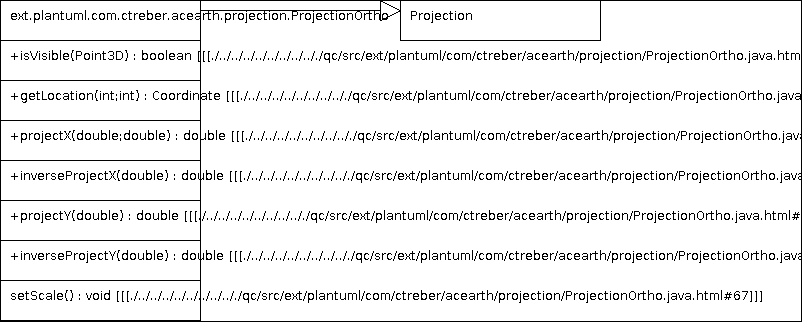 ext.plantuml.com.ctreber.acearth.projection.ProjectionOrtho
Projection
+isVisible(Point3D) : boolean [[[./../../../../../../../../../qc/src/ext/plantuml/com/ctreber/acearth/projection/ProjectionOrtho.java.htm
+getLocation(int;int) : Coordinate [[[./../../../../../../../../../qc/src/ext/plantuml/com/ctreber/acearth/projection/ProjectionOrtho.java
+projectX(double;double) : double [[[./../../../../../../../../../qc/src/ext/plantuml/com/ctreber/acearth/projection/ProjectionOrtho.java
+inverseProjectX(double) : double [[[./../../../../../../../../../qc/src/ext/plantuml/com/ctreber/acearth/projection/ProjectionOrtho.java
+projectY(double) : double [[[./../../../../../../../../../qc/src/ext/plantuml/com/ctreber/acearth/projection/ProjectionOrtho.java.html#
+inverseProjectY(double) : double [[[./../../../../../../../../../qc/src/ext/plantuml/com/ctreber/acearth/projection/ProjectionOrtho.java
setScale() : void [[[./../../../../../../../../../qc/src/ext/plantuml/com/ctreber/acearth/projection/ProjectionOrtho.java.html#67]]]